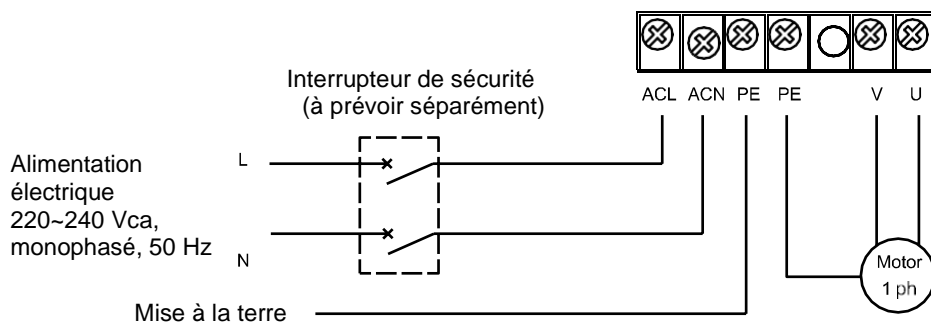 Interrupteur de sécurité
(à prévoir séparément)
ACL ACN PE PE V U
Alimentation
électrique
220~240 Vca,
monophasé, 50 Hz
L
N
Motor
1 ph
Mise à la terre